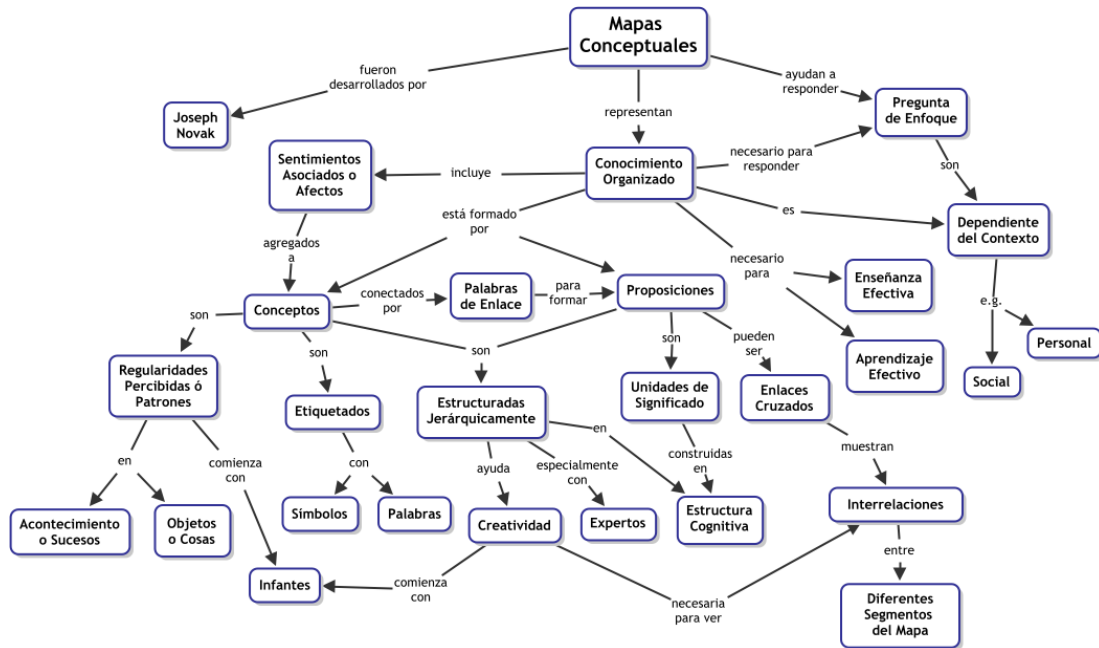 Mapas
Conceptuales
fueron
desarrollados por
ayudan a
responder
representan
Joseph
Novak
Pregunta
de Enfoque
Sentimientos
Asociados o
Afectos
incluye
Conocimiento
Organizado
necesario para
responder
son
es
Dependiente
del Contexto
agregados
a
está formado
por
necesario
para
Enseñanza
Efectiva
e.g.
Conceptos
conectados
por
Palabras
de Enlace
para
formar
Proposiciones
Personal
Social
Aprendizaje
Efectivo
son
son
son
son
pueden
ser
Regularidades
Percibidas ó
Patrones
Etiquetados
Estructuradas
Jerárquicamente
Unidades de
Significado
Enlaces
Cruzados
en
comienza
con
con
ayuda
especialmente
con
en
construidas
en
muestran
Acontecimiento
o Sucesos
Objetos
o Cosas
Simbolos
Palabras
Creatividad
Expertos
Estructura
Cognitiva
Interrelaciones
Infantes
comienza
con
necesaria
para ver
entre
Diferentes
Segmentos
del Mapa